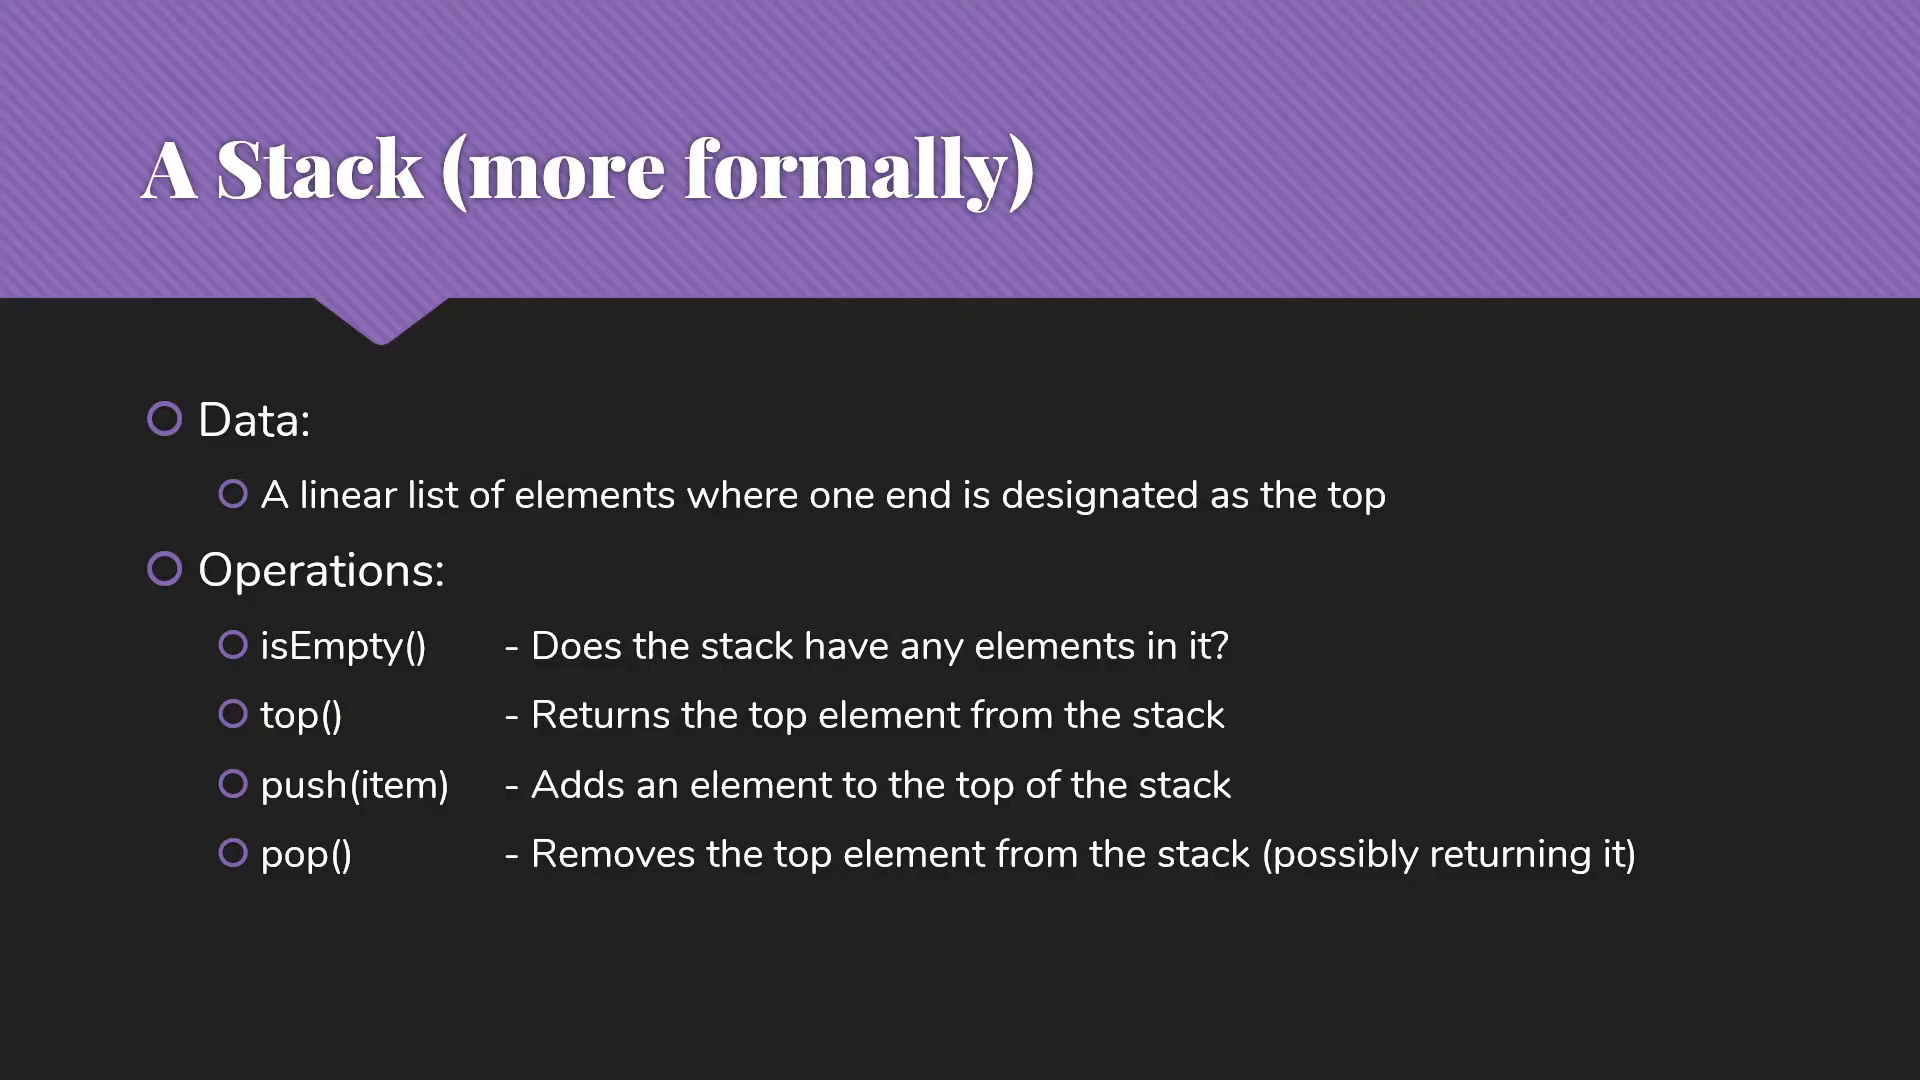 A Stack (more formally)
Data:
A linear list of elements where one end is designated as the top
Operations:
isEmpty() - Does the stack have any elements in it?
top() - Returns the top element from the stack
push(item) - Adds an element to the top of the stack
pop() - Removes the top element from the stack (possibly returning it)